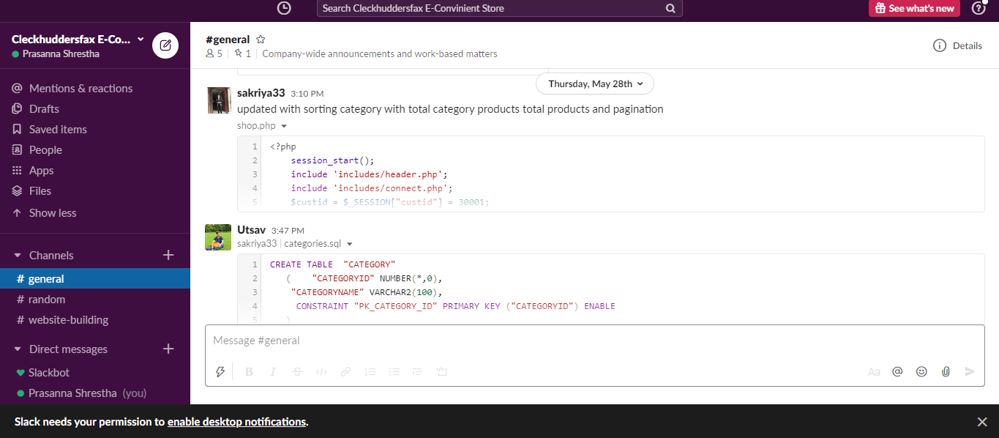 Search Cleckhuddersfax E-Convinient Store
See what's new
Cleckhuddersfax E-Co...
Prasanna Shrestha
Mentions & reactions
Drafts
Saved items
People
Apps
Files
Show less
Channels
# general
# random
# website-building
Direct messages
Slackbot
Prasanna Shrestha (you)
#general
5 | 1 | Company-wide announcements and work-based matters
Details
Thursday, May 28th
sakriya33 3:10 PM
updated with sorting category with total category products total products and pagination
shop.php
1 <?php
2 session_start();
3 include 'includes/header.php';
4 include 'includes/connect.php';
5 $custid = $_SESSION["custid"] = 30001;
Utsav 3:47 PM
sakriya33 | categories.sql
1 CREATE TABLE "CATEGORY"
2 ( "CATEGORYID" NUMBER(*,0),
3 "CATEGORYNAME" VARCHAR2(100),
4 CONSTRAINT "PK_CATEGORY_ID" PRIMARY KEY ("CATEGORYID") ENABLE
5 )
Message #general
B I S </> Aa @
Slack needs your permission to enable desktop notifications.